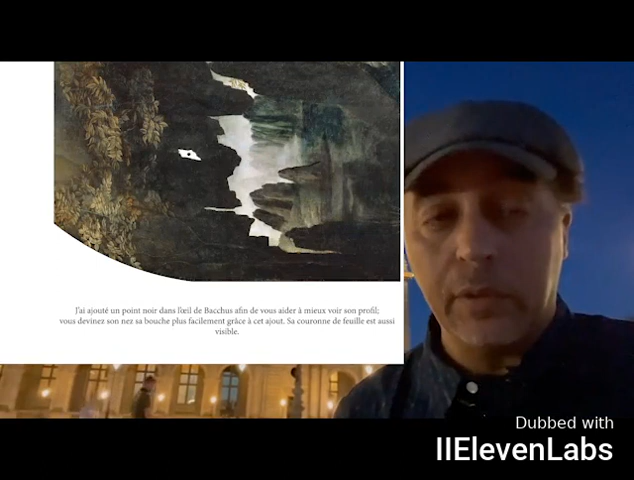 J'ai ajouté un point noir dans l'œil de Bacchus afin de vous aider à mieux voir son profil;
vous devinez son nez sa bouche plus facilement grâce à cet ajout. Sa couronne de feuille est aussi
visible.
Dubbed with
IIElevenLabs